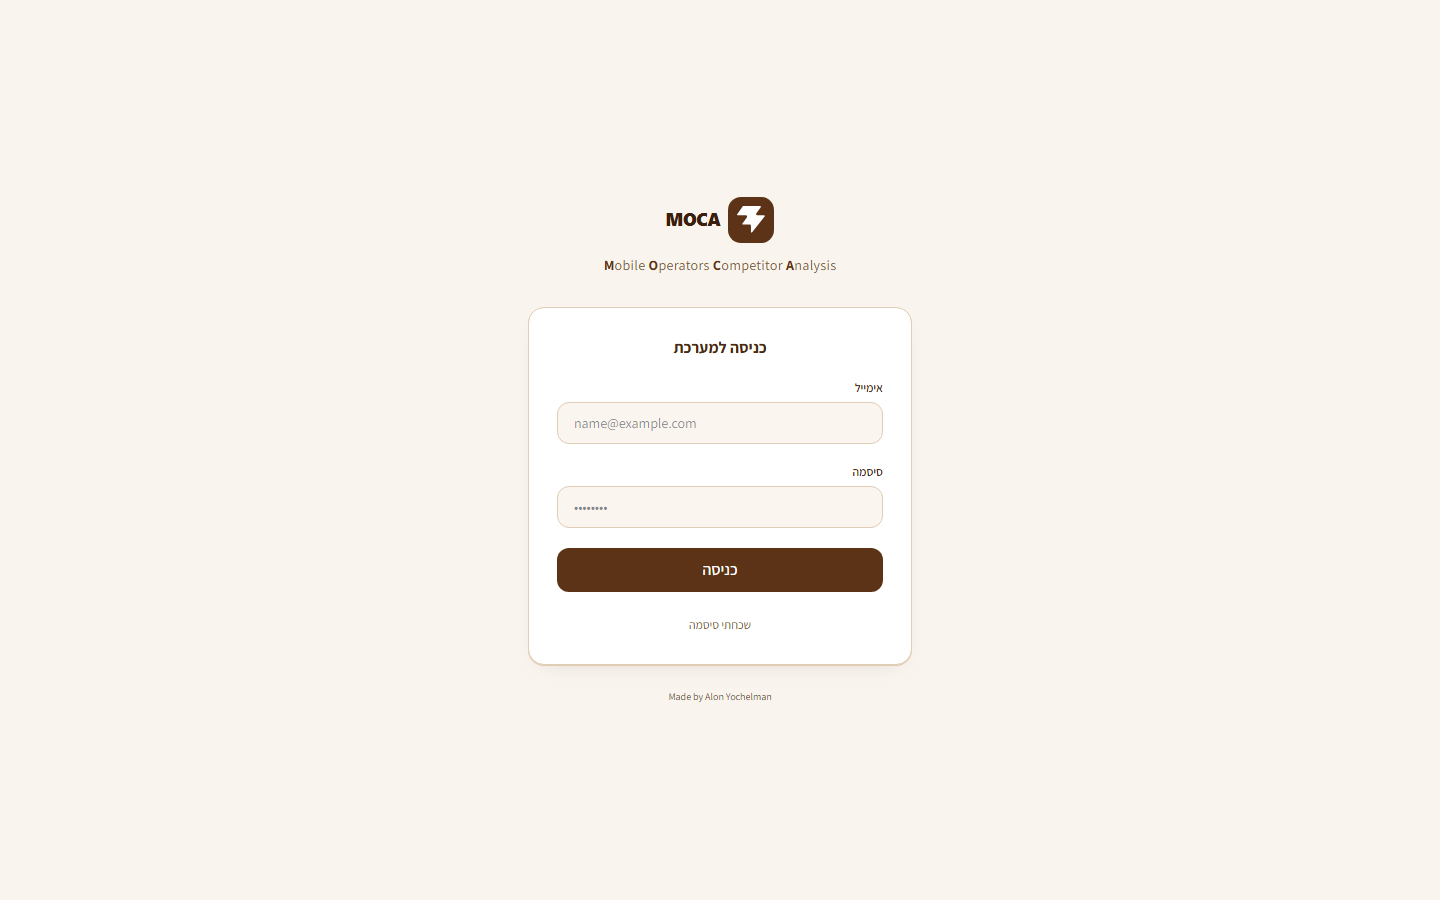 MOCA
Mobile Operators Competitor Analysis
כניסה למערכת
אימייל
name@example.com
סיסמה
••••••••
כניסה
שכחתי סיסמה
Made by Alon Yochelman